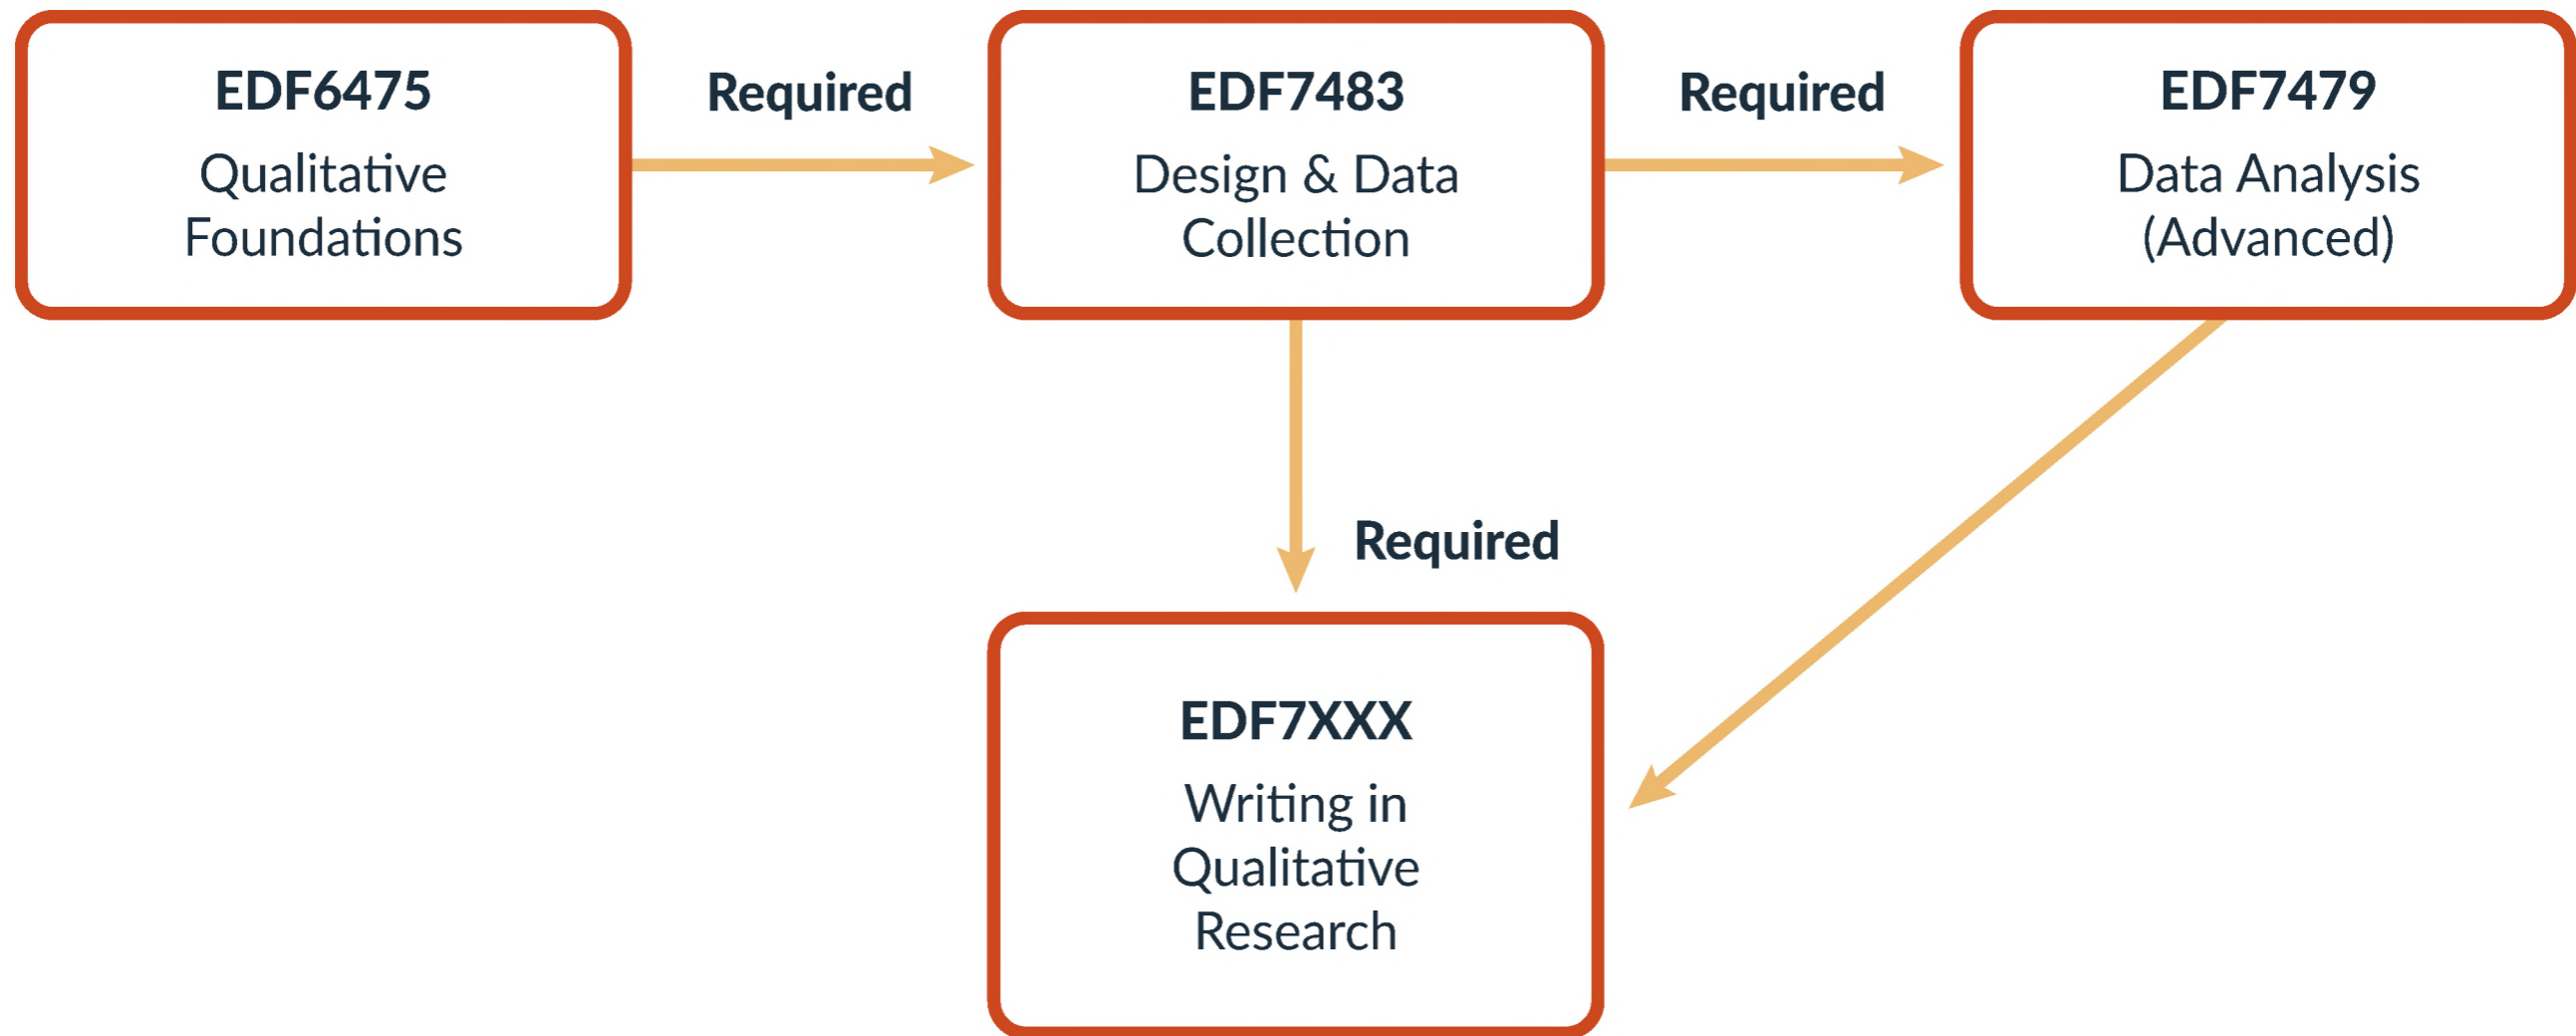 EDF6475
Qualitative
Foundations
Required
EDF7483
Design & Data
Collection
Required
EDF7479
Data Analysis
(Advanced)
Required
EDF7XXX
Writing in
Qualitative
Research